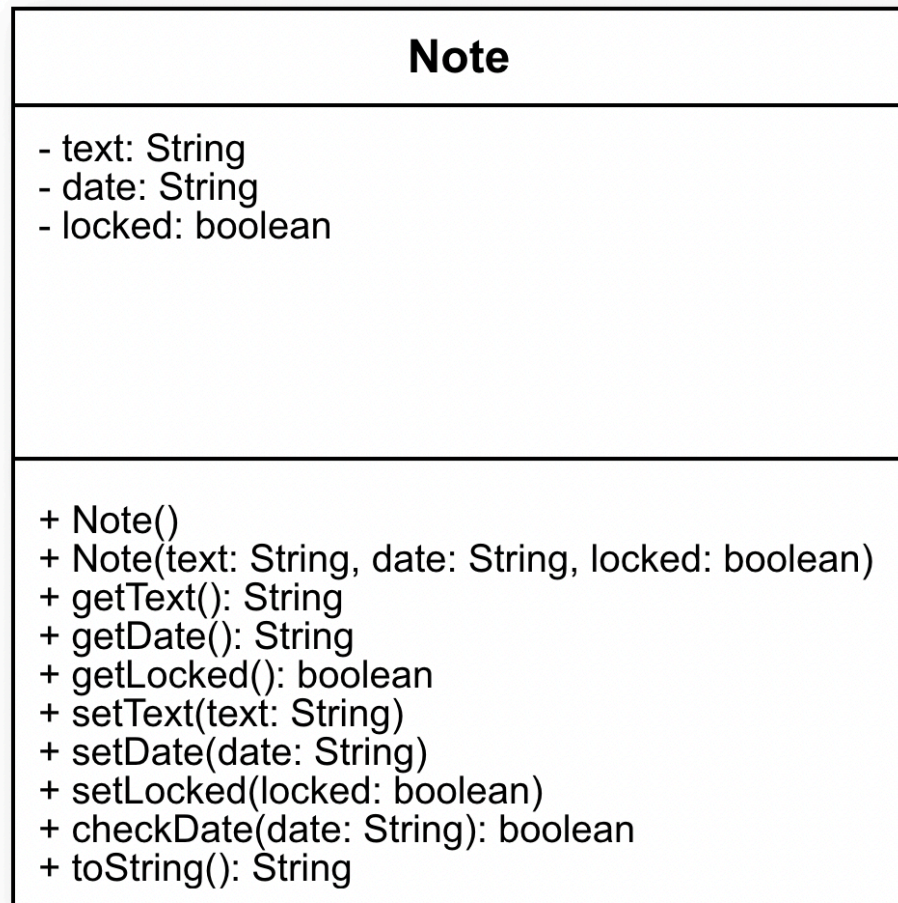 Note
- text: String
- date: String
- locked: boolean
+ Note()
+ Note(text: String, date: String, locked: boolean)
+ getText(): String
+ getDate(): String
+ getLocked(): boolean
+ setText(text: String)
+ setDate(date: String)
+ setLocked(locked: boolean)
+ checkDate(date: String): boolean
+ toString(): String